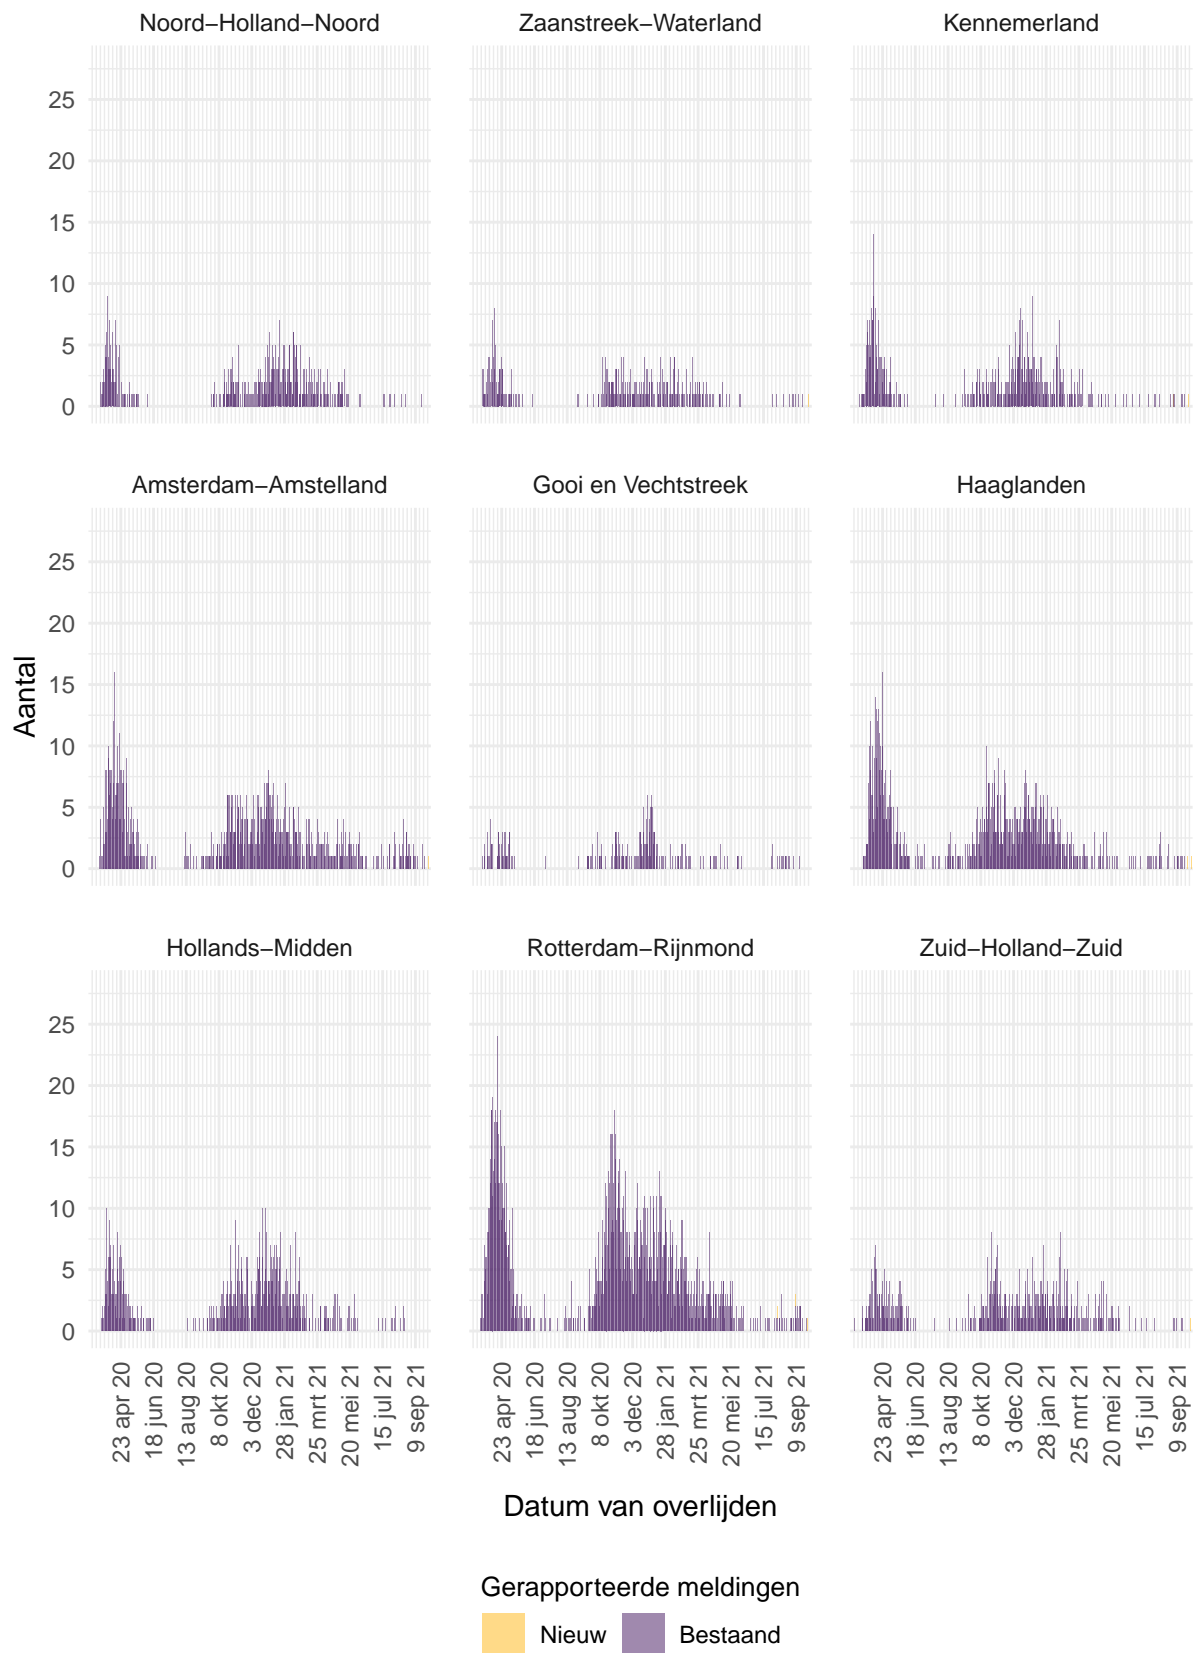 Noord−Holland−Noord
Zaanstreek−Waterland
Kennemerland
25
20
15
10
5
0
Amsterdam−Amstelland
Gooi en Vechtstreek
Haaglanden
25
20
15
10
5
0
Aantal
Hollands−Midden
Rotterdam−Rijnmond
Zuid−Holland−Zuid
25
20
15
10
5
0
23 apr 20
18 jun 20
13 aug 20
8 okt 20
3 dec 20
28 jan 21
25 mrt 21
20 mei 21
15 jul 21
9 sep 21
23 apr 20
18 jun 20
13 aug 20
8 okt 20
3 dec 20
28 jan 21
25 mrt 21
20 mei 21
15 jul 21
9 sep 21
23 apr 20
18 jun 20
13 aug 20
8 okt 20
3 dec 20
28 jan 21
25 mrt 21
20 mei 21
15 jul 21
9 sep 21
Datum van overlijden
Gerapporteerde meldingen
Nieuw
Bestaand